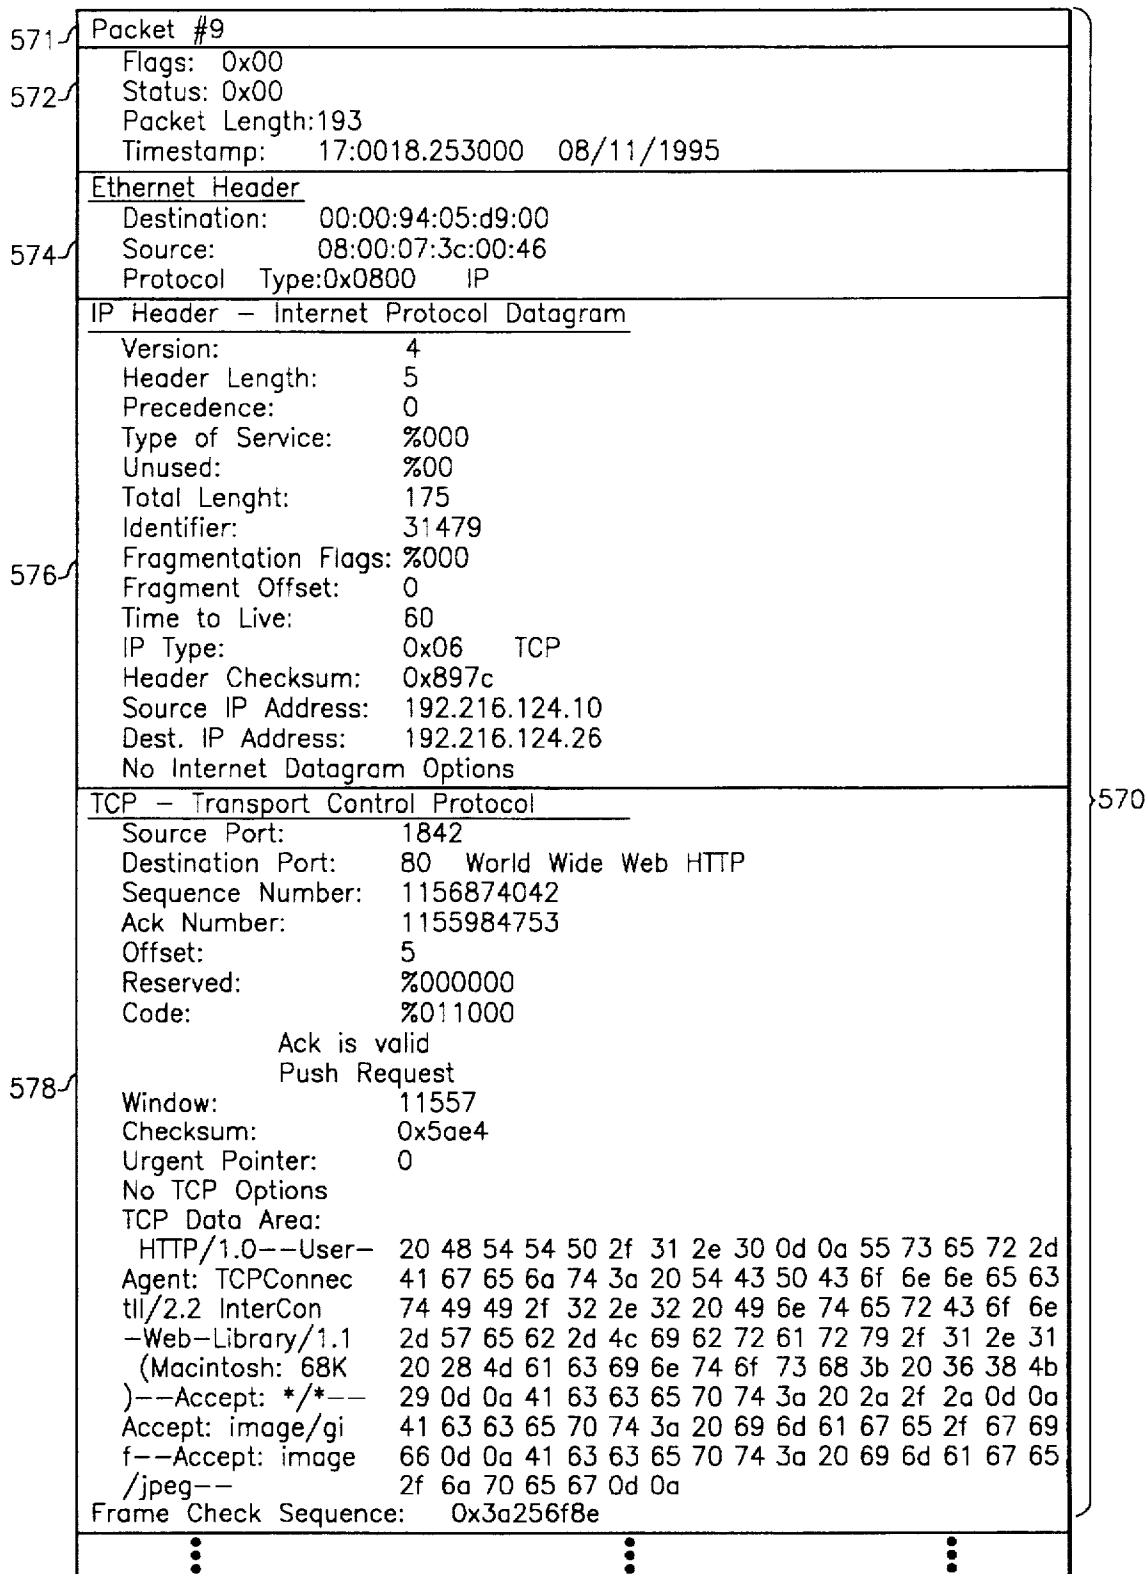 571 Packet #9
Flags: 0x00
572 Status: 0x00
Packet Length:193
Timestamp: 17:0018.253000 08/11/1995
Ethernet Header
Destination: 00:00:94:05:d9:00
574 Source: 08:00:07:3c:00:46
Protocol Type:0x0800 IP
IP Header – Internet Protocol Datagram
Version: 4
Header Length: 5
Precedence: 0
Type of Service: %000
Unused: %00
Total Lenght: 175
Identifier: 31479
576 Fragmentation Flags: %000
Fragment Offset: 0
Time to Live: 60
IP Type: 0x06 TCP
Header Checksum: 0x897c
Source IP Address: 192.216.124.10
Dest. IP Address: 192.216.124.26
No Internet Datagram Options
TCP – Transport Control Protocol 570
Source Port: 1842
Destination Port: 80 World Wide Web HTTP
Sequence Number: 1156874042
Ack Number: 1155984753
Offset: 5
Reserved: %000000
Code: %011000
Ack is valid
578 Push Request
Window: 11557
Checksum: 0x5ae4
Urgent Pointer: 0
No TCP Options
TCP Data Area:
HTTP/1.0--User- 20 48 54 54 50 2f 31 2e 30 0d 0a 55 73 65 72 2d
Agent: TCPConnec 41 67 65 6a 74 3a 20 54 43 50 43 6f 6e 6e 65 63
tII/2.2 InterCon 74 49 49 2f 32 2e 32 20 49 6e 74 65 72 43 6f 6e
-Web-Library/1.1 2d 57 65 62 2d 4c 69 62 72 61 72 79 2f 31 2e 31
(Macintosh: 68K 20 28 4d 61 63 69 6e 74 6f 73 68 3b 20 36 38 4b
)--Accept: */*-- 29 0d 0a 41 63 63 65 70 74 3a 20 2a 2f 2a 0d 0a
Accept: image/gi 41 63 63 65 70 74 3a 20 69 6d 61 67 65 2f 67 69
f--Accept: image 66 0d 0a 41 63 63 65 70 74 3a 20 69 6d 61 67 65
/jpeg-- 2f 6a 70 65 67 0d 0a
Frame Check Sequence: 0x3a256f8e